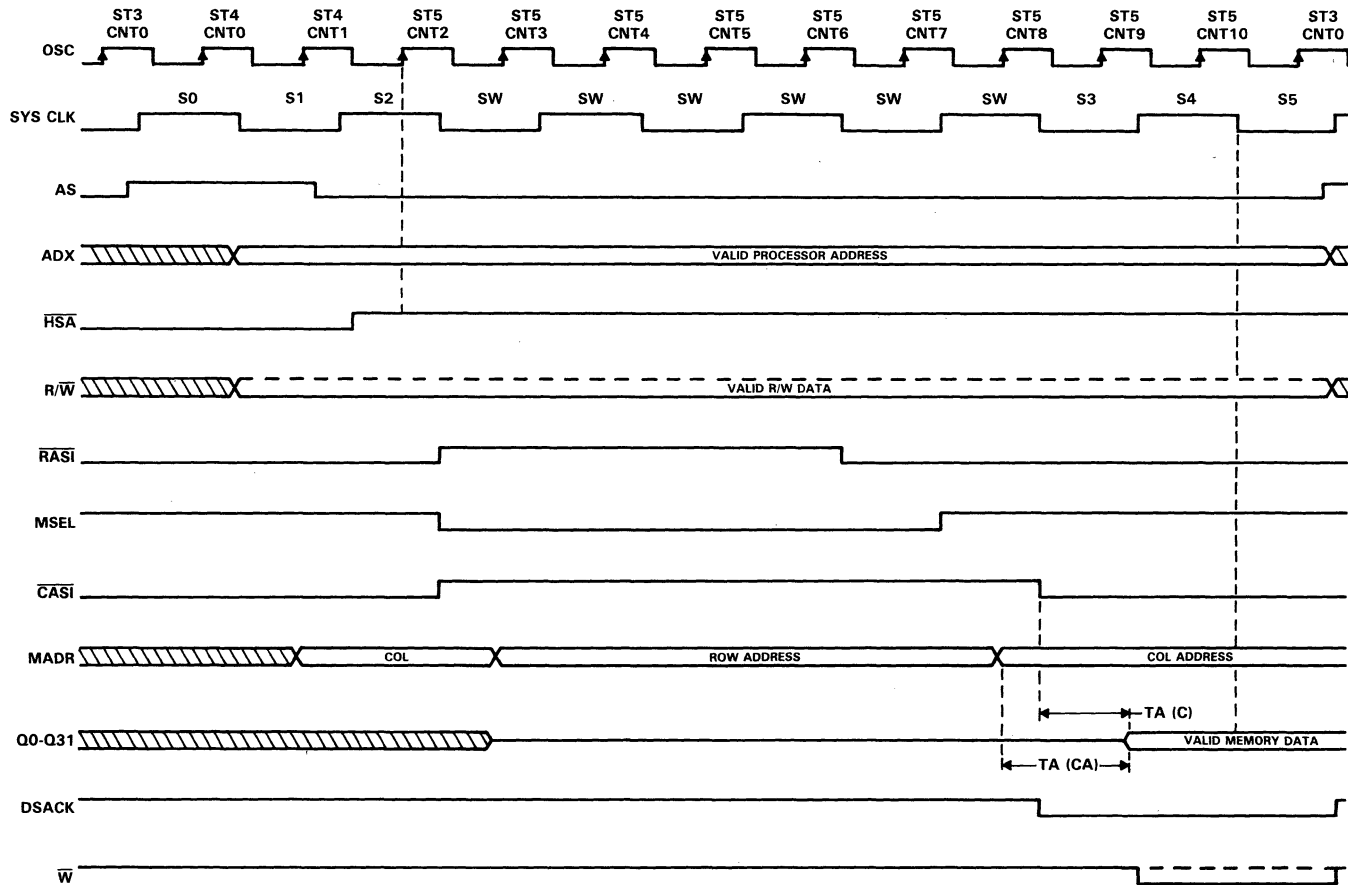 ST3 ST4 ST4 ST5 ST5 ST5 ST5 ST5 ST5 ST5 ST5 ST5 ST3
CNT0 CNT0 CNT1 CNT2 CNT3 CNT4 CNT5 CNT6 CNT7 CNT8 CNT9 CNT10 CNT0
OSC
S0 S1 S2 SW SW SW SW SW SW S3 S4 S5
SYS CLK
AS
ADX VALID PROCESSOR ADDRESS
HSA
R/W VALID R/W DATA
RASI
MSEL
CASI
MADR COL ROW ADDRESS COL ADDRESS
TA (C)
Q0-Q31 VALID MEMORY DATA
TA (CA)
DSACK
W